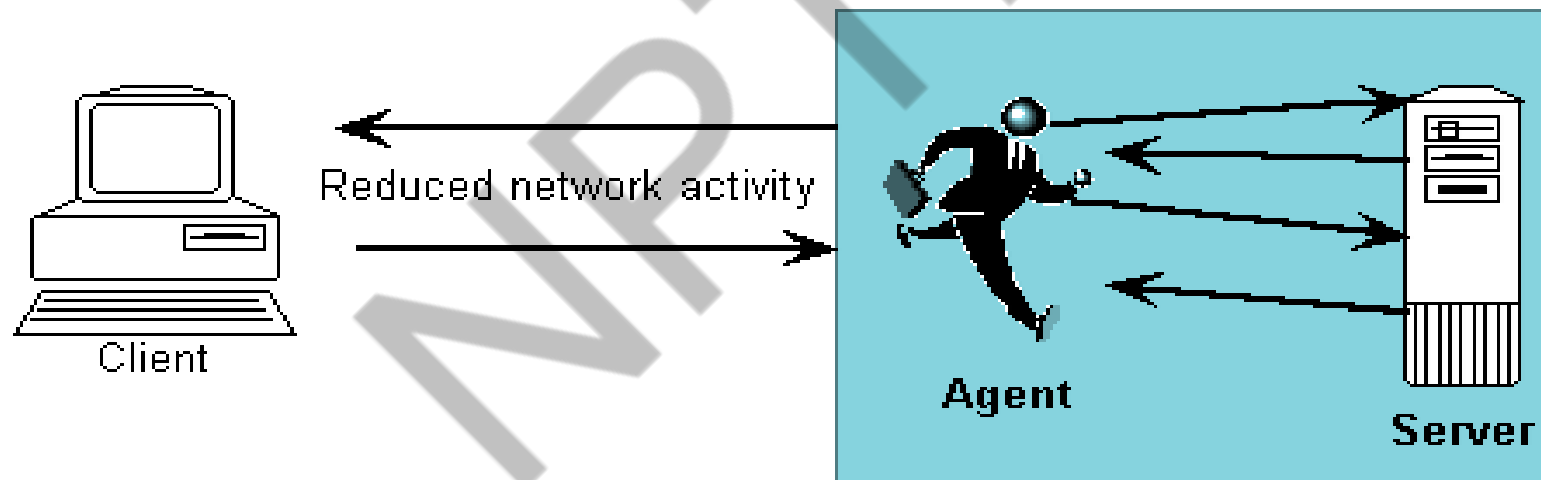 Reduced network activity
Client
Agent
Server